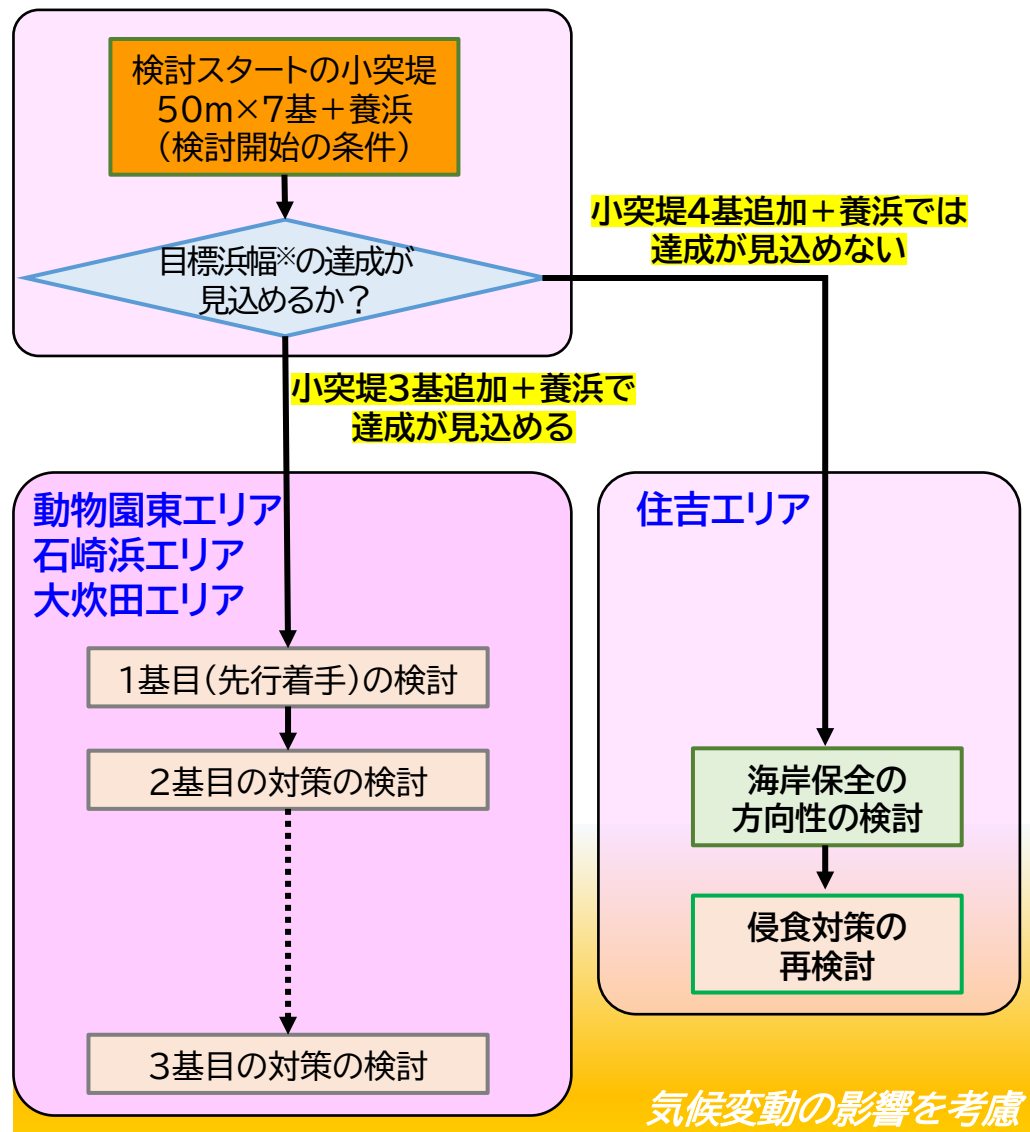 検討スタートの小突堤
50m×7基＋養浜
（検討開始の条件）
目標浜幅※の達成が
見込めるか？
小突堤4基追加＋養浜では
達成が見込めない
小突堤3基追加＋養浜で
達成が見込める
動物園東エリア
石崎浜エリア
大炊田エリア
1基目(先行着手)の検討
2基目の対策の検討
3基目の対策の検討
住吉エリア
海岸保全の
方向性の検討
侵食対策の
再検討
気候変動の影響を考慮